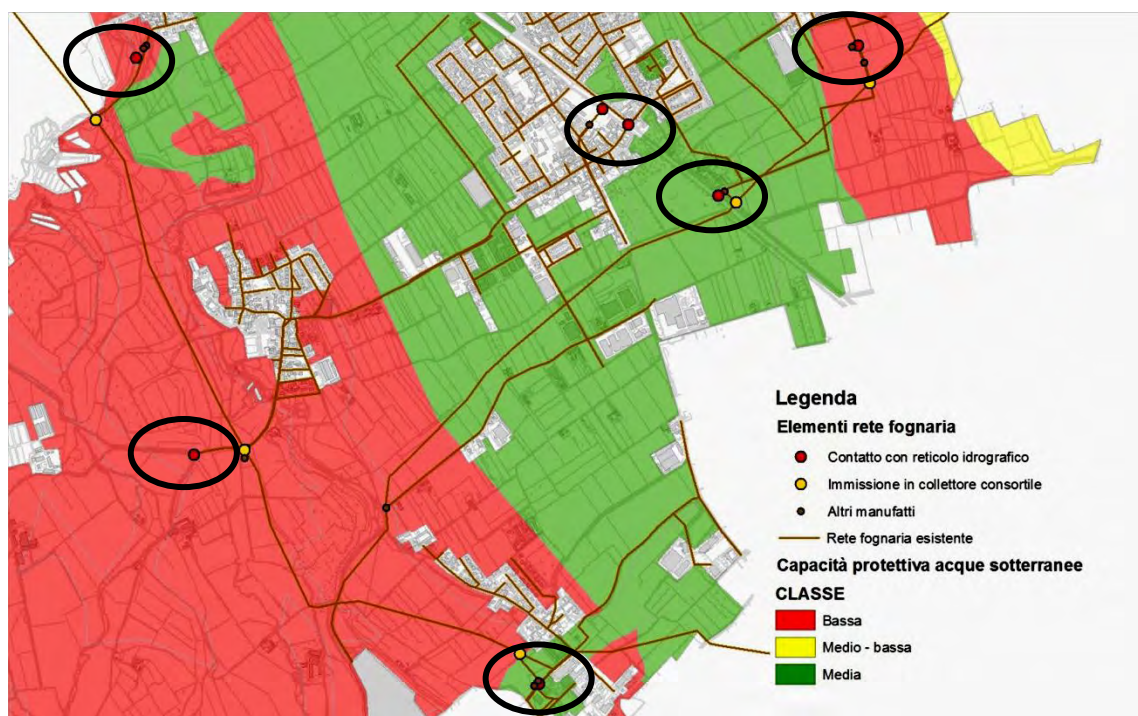 Legenda
Elementi rete fognaria
Contatto con reticolo idrografico
Immissione in collettore consortile
Altri manufatti
Rete fognaria esistente
Capacità protettiva acque sotterranee
CLASSE
Bassa
Medio - bassa
Media